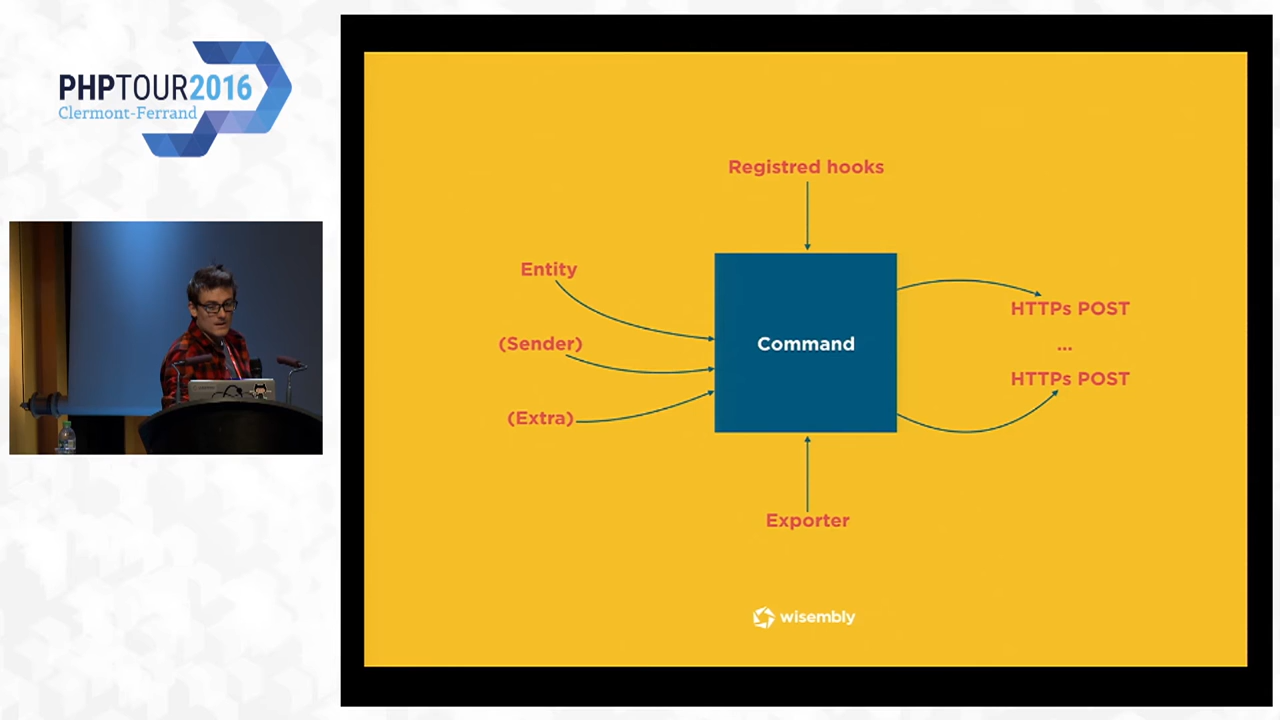 PHPTOUR2016
Clermont-Ferrand
Registred hooks
Entity
(Sender)
(Extra)
Command
HTTPs POST
...
HTTPs POST
Exporter
wisembly